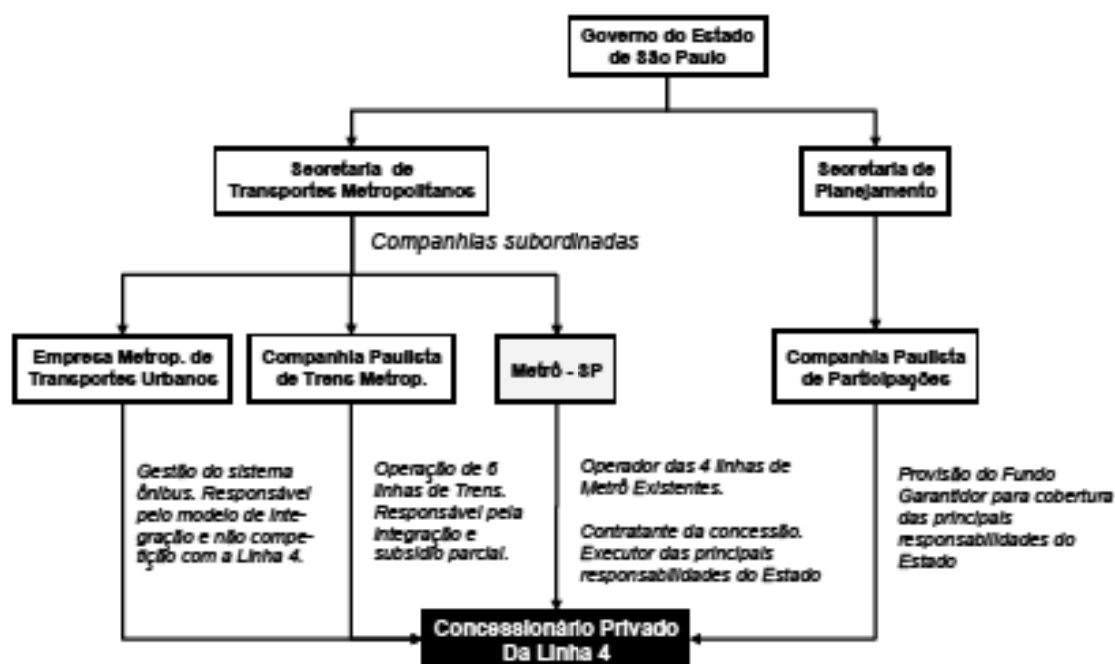 Governo do Estado
de São Paulo
Secretaria de
Transportes Metropolitanos
Secretaria de
Planejamento
Companhias subordinadas
Empresa Metrop. de
Transportes Urbanos
Companhia Paulista
de Trens Metrop.
Metrô - SP
Companhia Paulista
de Participações
Gestão do sistema
ônibus. Responsável
pelo modelo de inte-
gração e não compe-
tição com a Linha 4.
Operação de 6
linhas de Trens.
Responsável pela
integração e
subsídio parcial.
Operador das 4 linhas de
Metrô Existentes.
Contratante da concessão.
Executor das principais
responsabilidades do Estado
Provisão do Fundo
Garantidor para cobertura
das principais
responsabilidades do
Estado
Concessionário Privado
Da Linha 4